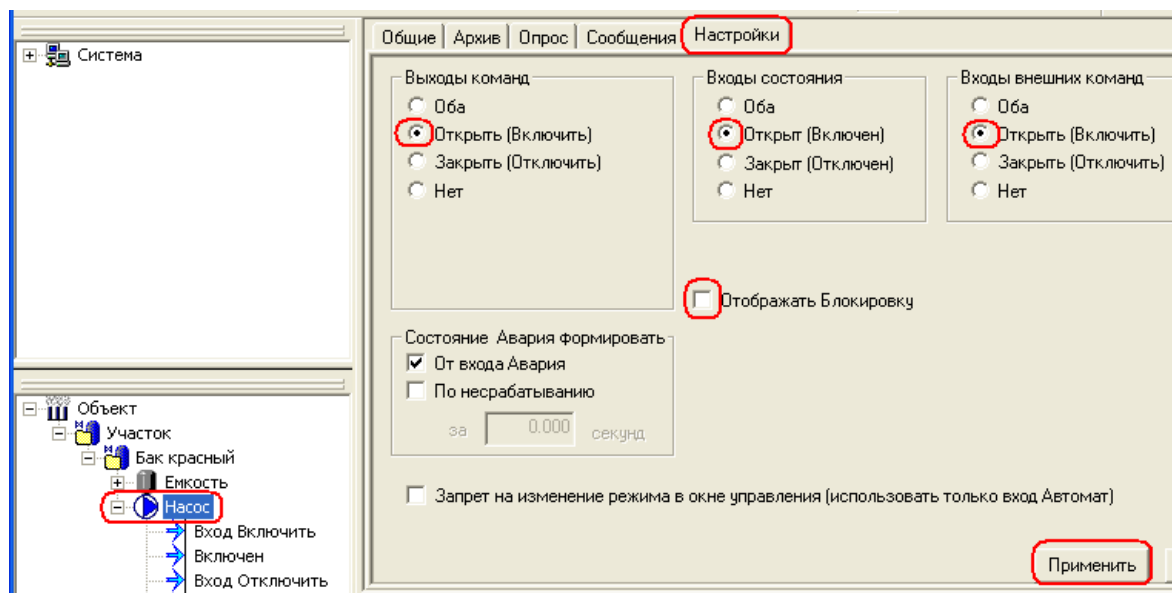 Система
Общие Архив Опрос Сообщения Настройки
Выходы команд
Оба
Открыть (Включить)
Закрыть (Отключить)
Нет
Входы состояния
Оба
Открыт (Включен)
Закрыт (Отключен)
Нет
Входы внешних команд
Оба
Открыть (Включить)
Закрыть (Отключить)
Нет
Отображать Блокировку
Состояние Авария формировать
От входа Авария
По несрабатыванию
за 0.000 секунд
Запрет на изменение режима в окне управления (использовать только вход Автомат)
Применить
Объект
Участок
Бак красный
Емкость
Насос
Вход Включить
Включен
Вход Отключить